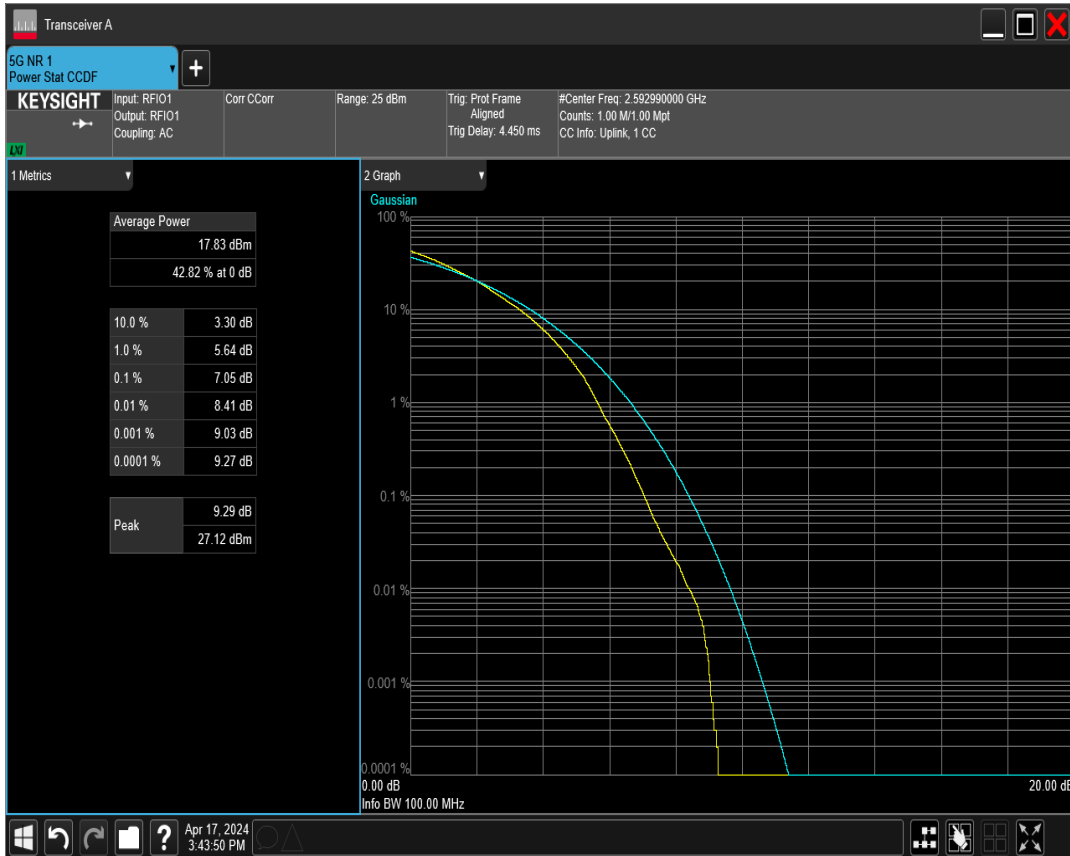 Transceiver A
5G NR 1
Power Stat CCDF
KEYSIGHT
LXI
Input: RFIO1
Output: RFIO1
Coupling: AC
Corr CCorr
Range: 25 dBm
Trig: Prot Frame
Aligned
Trig Delay: 4.450 ms
#Center Freq: 2.592990000 GHz
Counts: 1.00 M/1.00 Mpt
CC Info: Uplink, 1 CC
1 Metrics
Average Power
17.83 dBm
42.82 % at 0 dB
10.0 % 3.30 dB
1.0 % 5.64 dB
0.1 % 7.05 dB
0.01 % 8.41 dB
0.001 % 9.03 dB
0.0001 % 9.27 dB
Peak
9.29 dB
27.12 dBm
2 Graph
Gaussian
100 %
10 %
1 %
0.1 %
0.01 %
0.001 %
0.0001 %
0.00 dB 20.00 dB
Info BW 100.00 MHz
?
Apr 17, 2024
3:43:50 PM